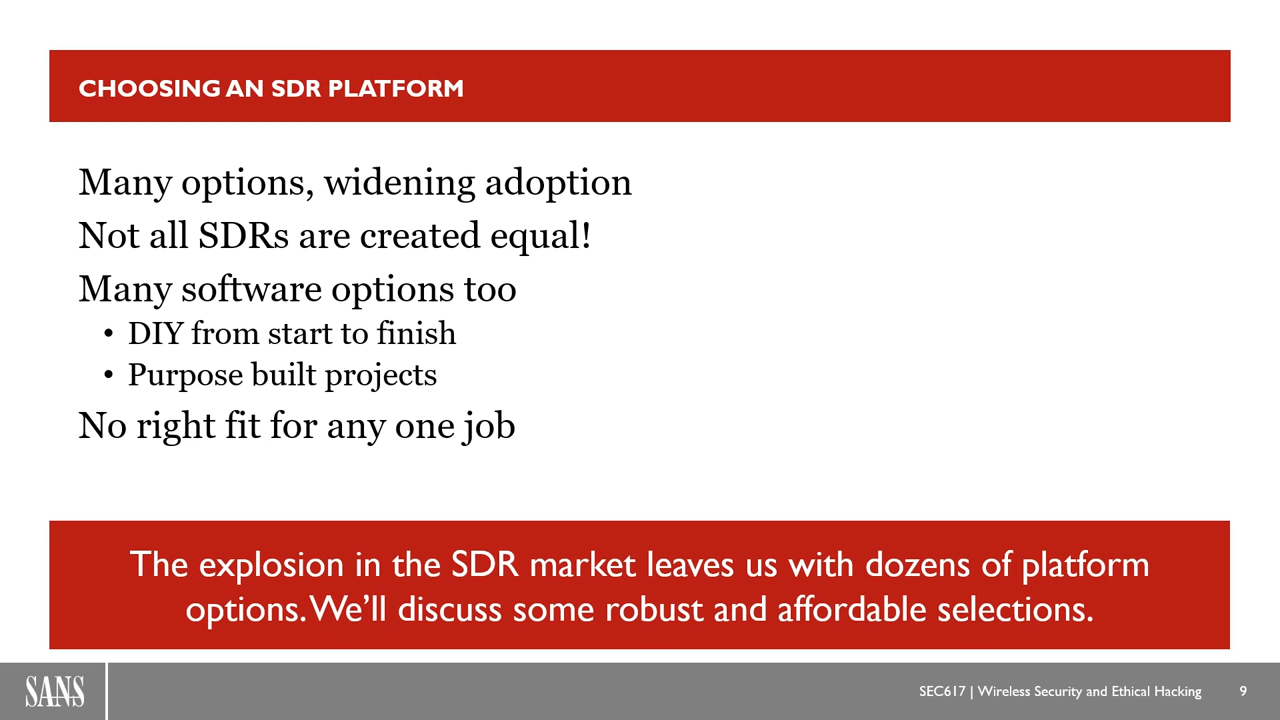 CHOOSING AN SDR PLATFORM
Many options, widening adoption
Not all SDRs are created equal!
Many software options too
• DIY from start to finish
• Purpose built projects
No right fit for any one job
The explosion in the SDR market leaves us with dozens of platform
options. We’ll discuss some robust and affordable selections.
SANS
SEC617 | Wireless Security and Ethical Hacking 9